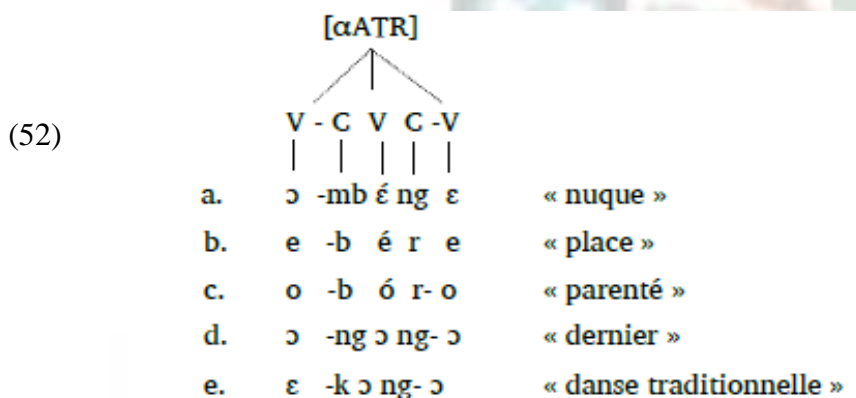 [αATR]
(52) V - C V C -V
a. ɔ -mb ɛ́ ng ɛ « nuque »
b. e -b é r e « place »
c. o -b ó r- o « parenté »
d. ɔ -ng ɔ ng- ɔ « dernier »
e. ɛ -k ɔ ng- ɔ « danse traditionnelle »